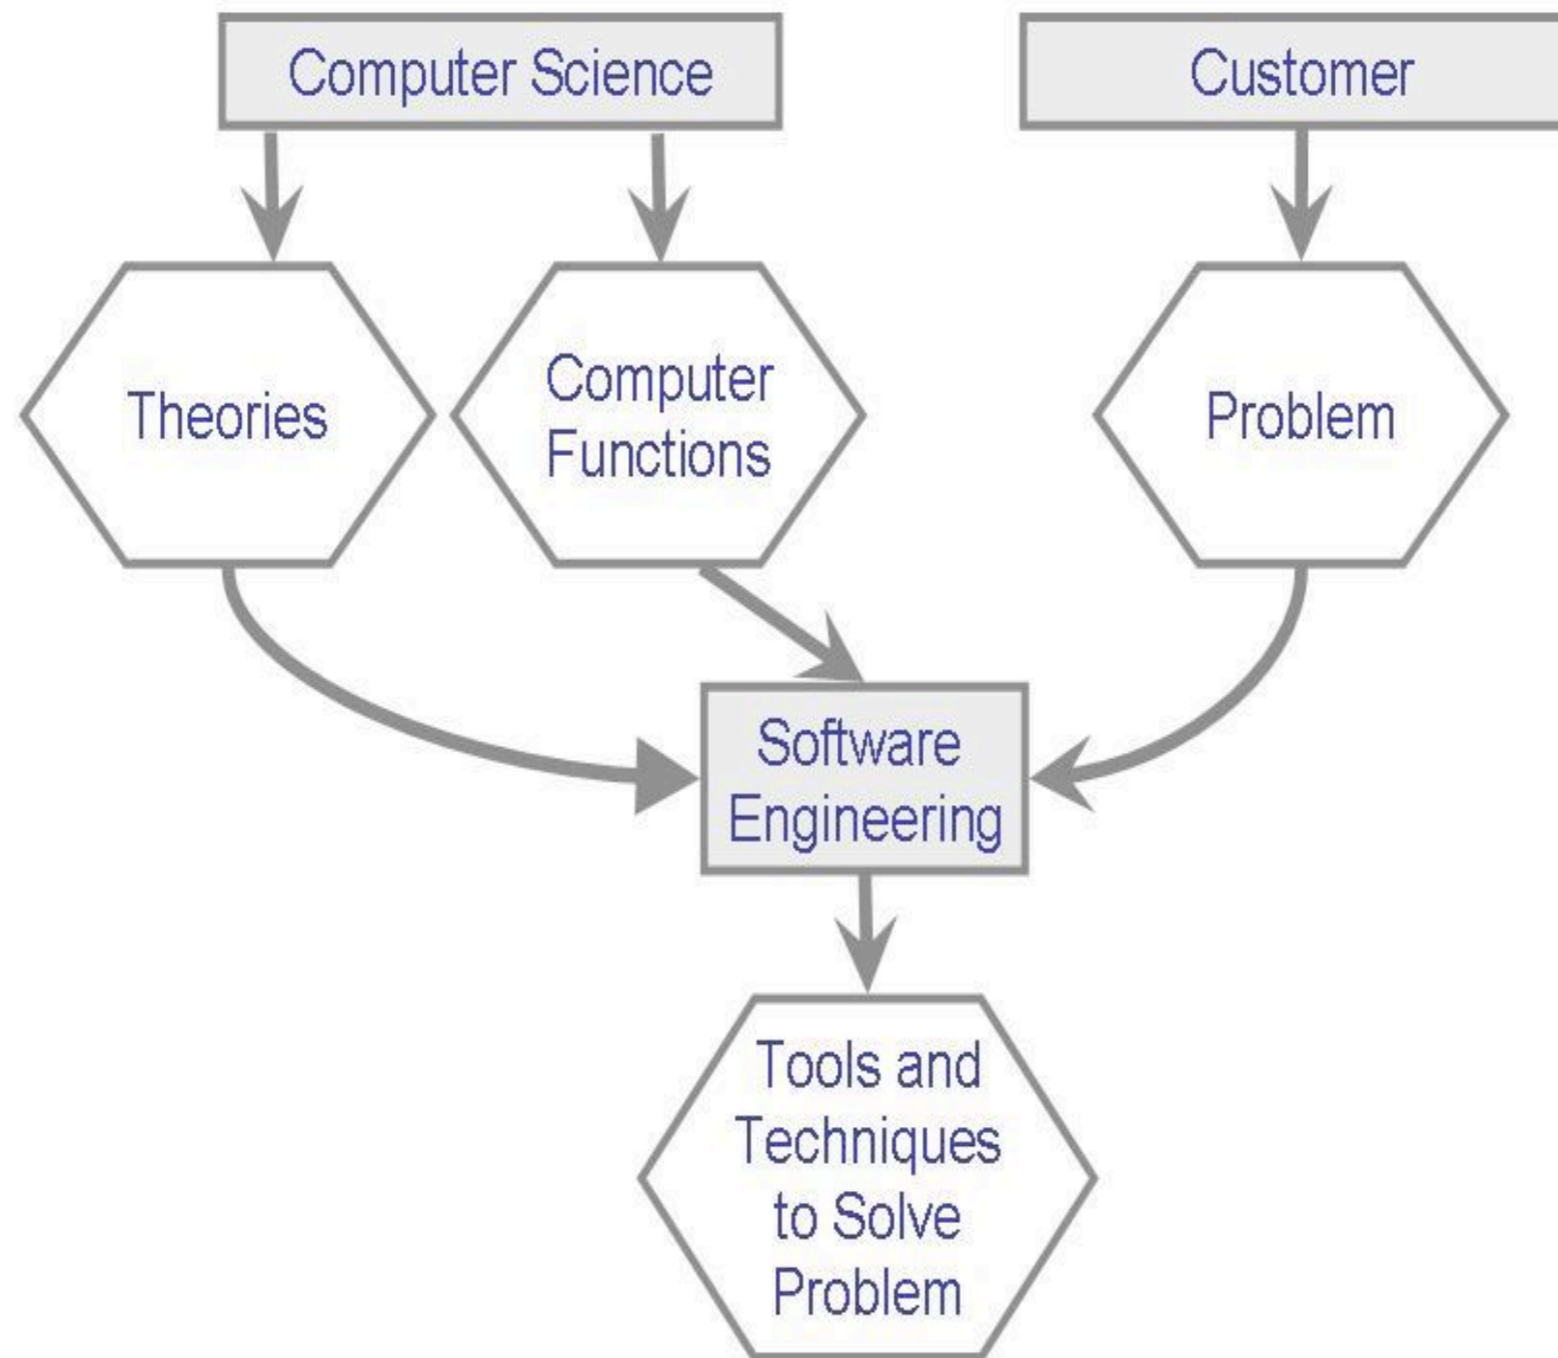 Computer Science
Customer
Theories
Computer
Functions
Problem
Software
Engineering
Tools and
Techniques
to Solve
Problem